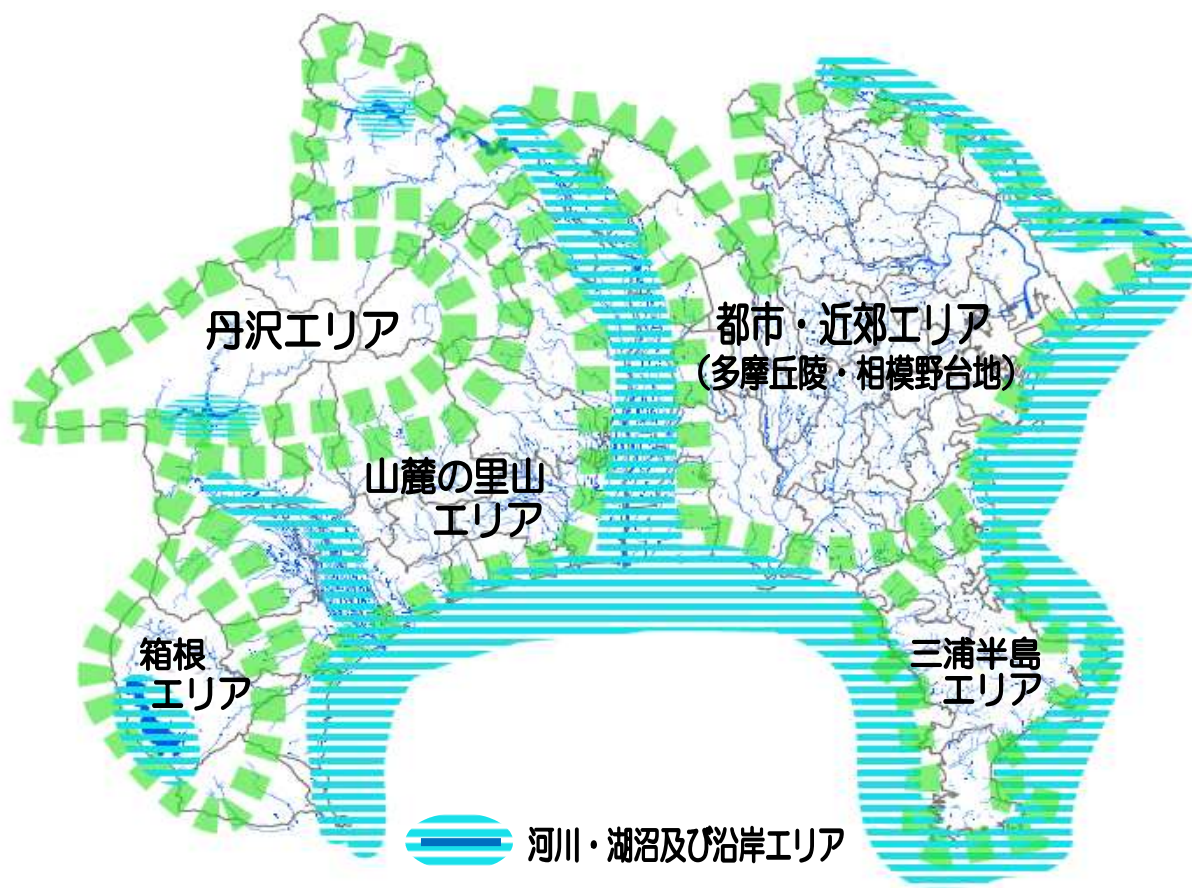 丹沢エリア
都市・近郊エリア
（多摩丘陵・相模野台地）
山麓の里山
エリア
箱根
エリア
三浦半島
エリア
河川・湖沼及び沿岸エリア